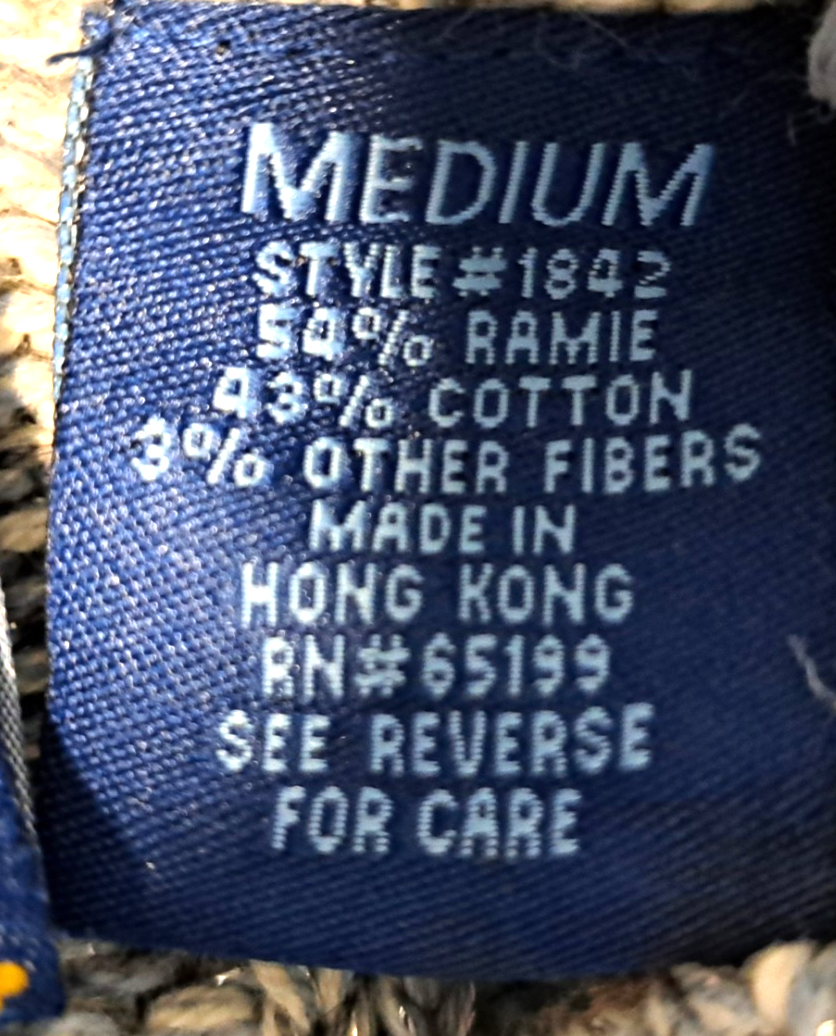 MEDIUM
STYLE #1842
54% RAMIE
43% COTTON
3% OTHER FIBERS
MADE IN
HONG KONG
RN#65199
SEE REVERSE
FOR CARE